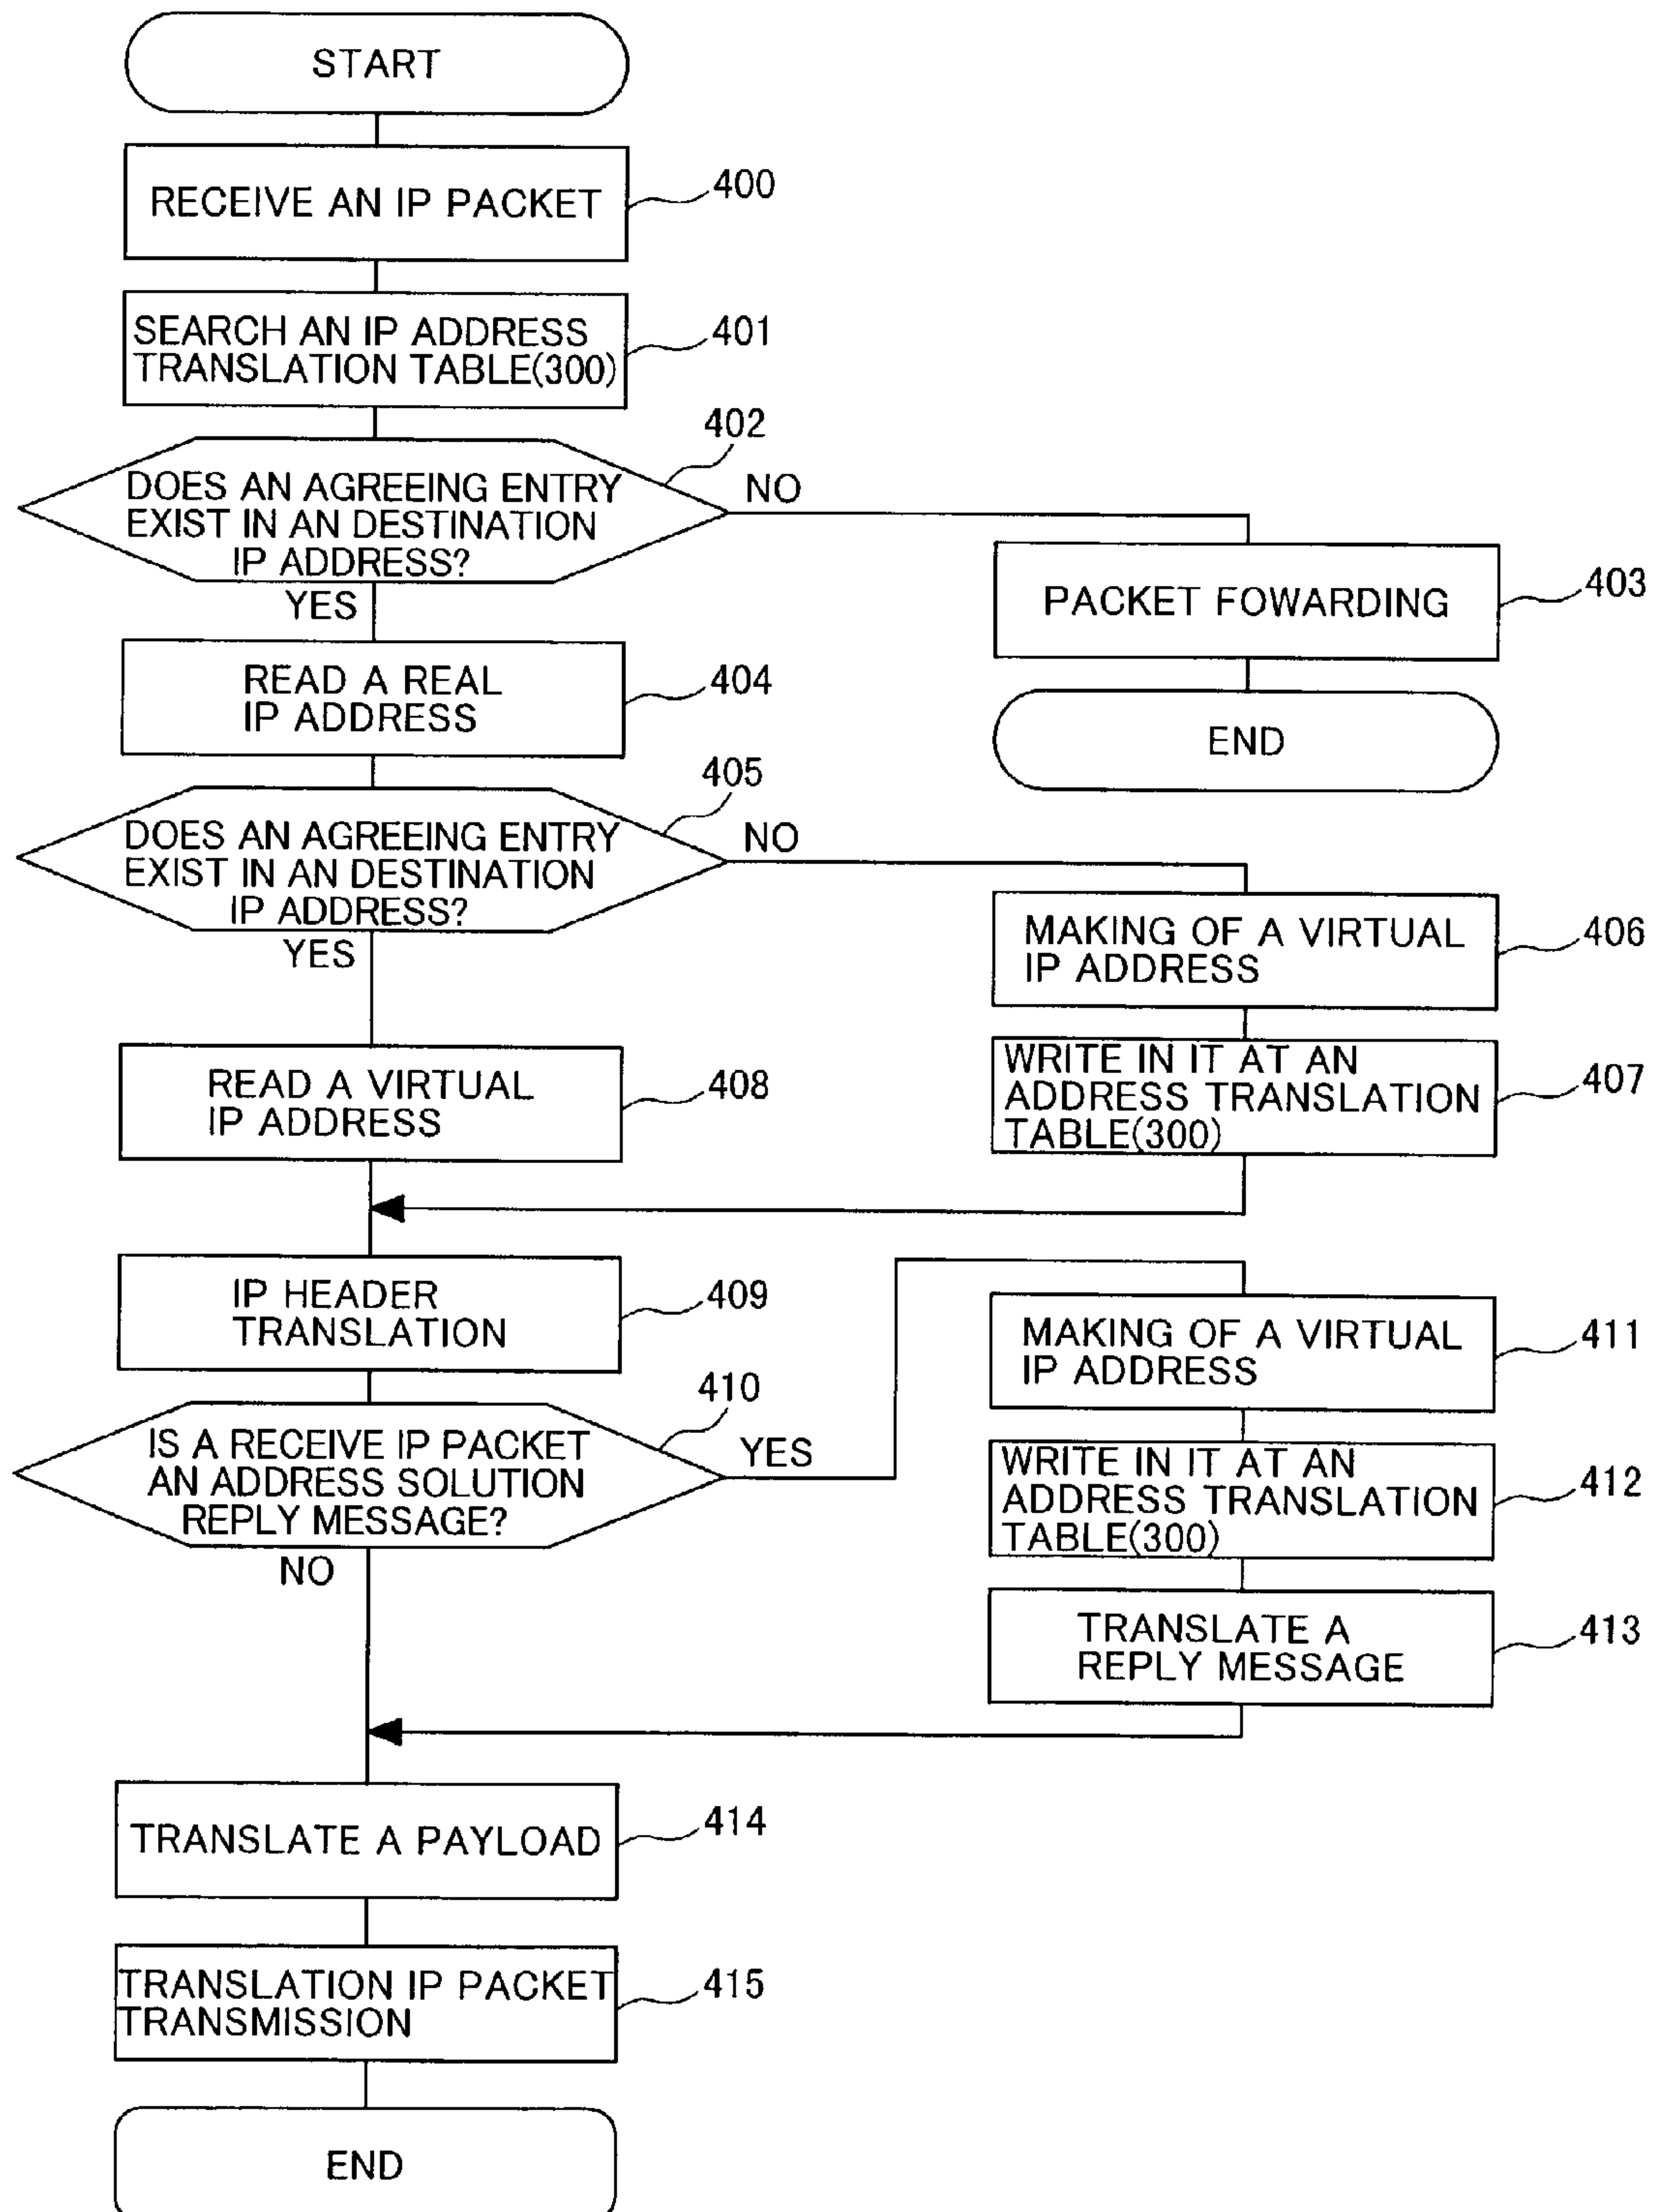 START
RECEIVE AN IP PACKET
400
SEARCH AN IP ADDRESS
TRANSLATION TABLE(300)
401
402
DOES AN AGREEING ENTRY
EXIST IN AN DESTINATION
IP ADDRESS?
NO
YES
PACKET FOWARDING
403
END
READ A REAL
IP ADDRESS
404
405
DOES AN AGREEING ENTRY
EXIST IN AN DESTINATION
IP ADDRESS?
NO
YES
MAKING OF A VIRTUAL
IP ADDRESS
406
WRITE IN IT AT AN
ADDRESS TRANSLATION
TABLE(300)
407
READ A VIRTUAL
IP ADDRESS
408
IP HEADER
TRANSLATION
409
410
IS A RECEIVE IP PACKET
AN ADDRESS SOLUTION
REPLY MESSAGE?
YES
NO
MAKING OF A VIRTUAL
IP ADDRESS
411
WRITE IN IT AT AN
ADDRESS TRANSLATION
TABLE(300)
412
TRANSLATE A
REPLY MESSAGE
413
TRANSLATE A PAYLOAD
414
TRANSLATION IP PACKET
TRANSMISSION
415
END